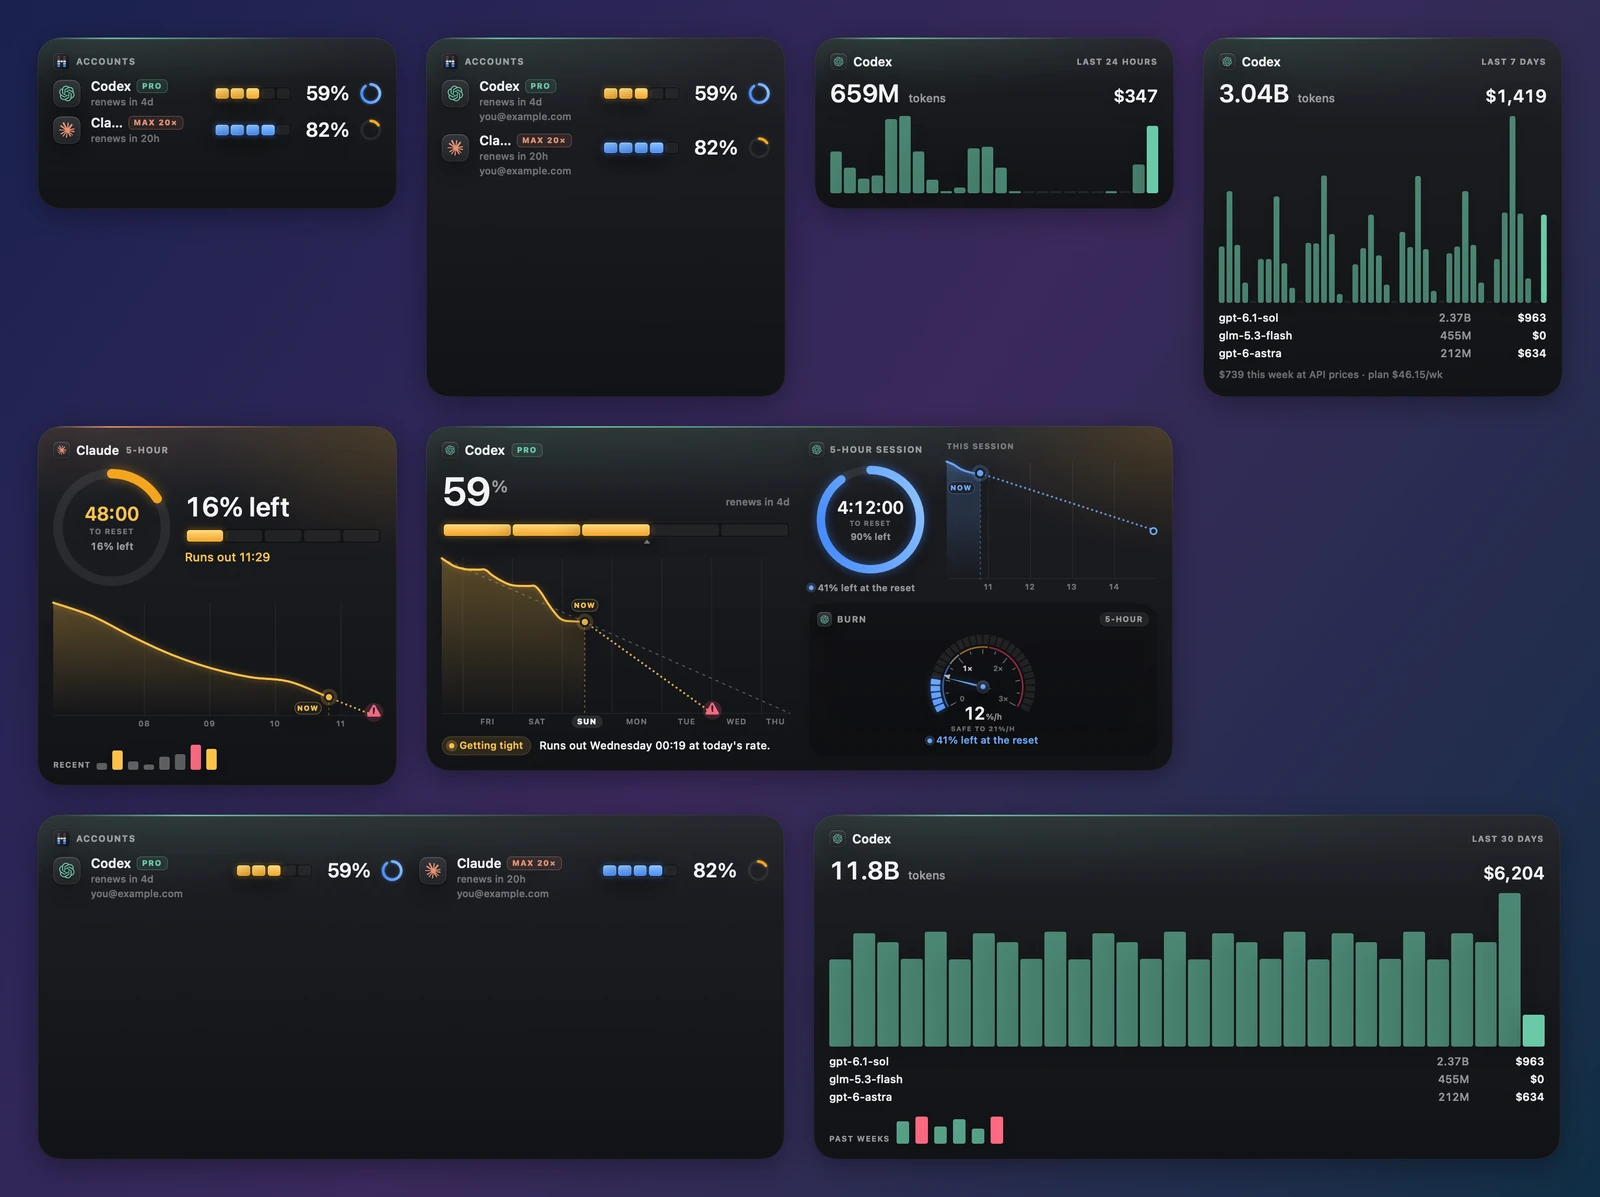 ACCOUNTS
Codex PRO
renews in 4d
59%
Cla... MAX 20×
renews in 20h
82%
ACCOUNTS
Codex PRO
renews in 4d
you@example.com
59%
Cla... MAX 20×
renews in 20h
you@example.com
82%
Codex LAST 24 HOURS
659M tokens $347
Codex LAST 7 DAYS
3.04B tokens $1,419
gpt-6.1-sol 2.37B $963
glm-5.3-flash 455M $0
gpt-6-astra 212M $634
$739 this week at API prices · plan $46.15/wk
Claude 5-HOUR
48:00
TO RESET
16% left
16% left
Runs out 11:29
NOW
08 09 10 11
RECENT
Codex PRO
59%
renews in 4d
NOW
FRI SAT SUN MON TUE WED THU
Getting tight Runs out Wednesday 00:19 at today's rate.
5-HOUR SESSION
4:12:00
TO RESET
90% left
41% left at the reset
THIS SESSION
NOW
11 12 13 14
BURN 5-HOUR
1× 2×
0 3×
12%/h
SAFE TO 21%/H
41% left at the reset
ACCOUNTS
Codex PRO
renews in 4d
you@example.com
59%
Claude MAX 20×
renews in 20h
you@example.com
82%
Codex LAST 30 DAYS
11.8B tokens $6,204
gpt-6.1-sol 2.37B $963
glm-5.3-flash 455M $0
gpt-6-astra 212M $634
PAST WEEKS